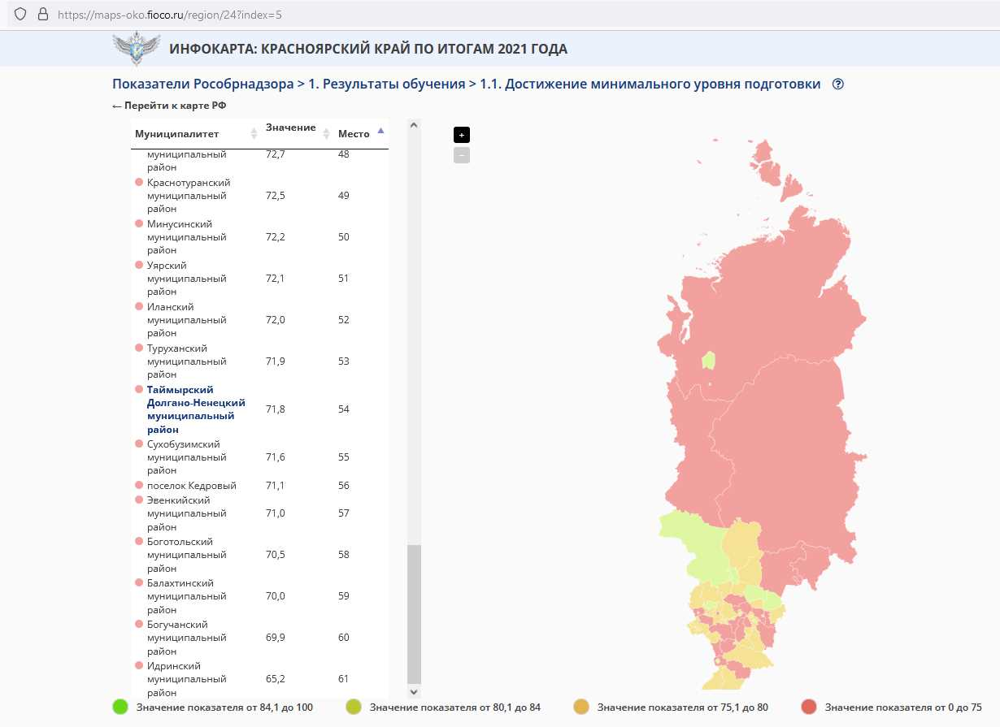 https://maps-oko.fioco.ru/region/24?index=5
ИНФОКАРТА: КРАСНОЯРСКИЙ КРАЙ ПО ИТОГАМ 2021 ГОДА
Показатели Рособрнадзора > 1. Результаты обучения > 1.1. Достижение минимального уровня подготовки ?
← Перейти к карте РФ
Муниципалитет Значение Место
муниципальный 72,7 48
район
Краснотуранский
муниципальный 72,5 49
район
Минусинский
муниципальный 72,2 50
район
Уярский
муниципальный 72,1 51
район
Иланский
муниципальный 72,0 52
район
Туруханский
муниципальный 71,9 53
район
Таймырский
Долгано-Ненецкий
муниципальный 71,8 54
район
Сухобузимский
муниципальный 71,6 55
район
поселок Кедровый 71,1 56
Эвенкийский
муниципальный 71,0 57
район
Боготольский
муниципальный 70,5 58
район
Балахтинский
муниципальный 70,0 59
район
Богучанский
муниципальный 69,9 60
район
Идринский
муниципальный 65,2 61
район
+
−
Значение показателя от 84,1 до 100 Значение показателя от 80,1 до 84 Значение показателя от 75,1 до 80 Значение показателя от 0 до 75